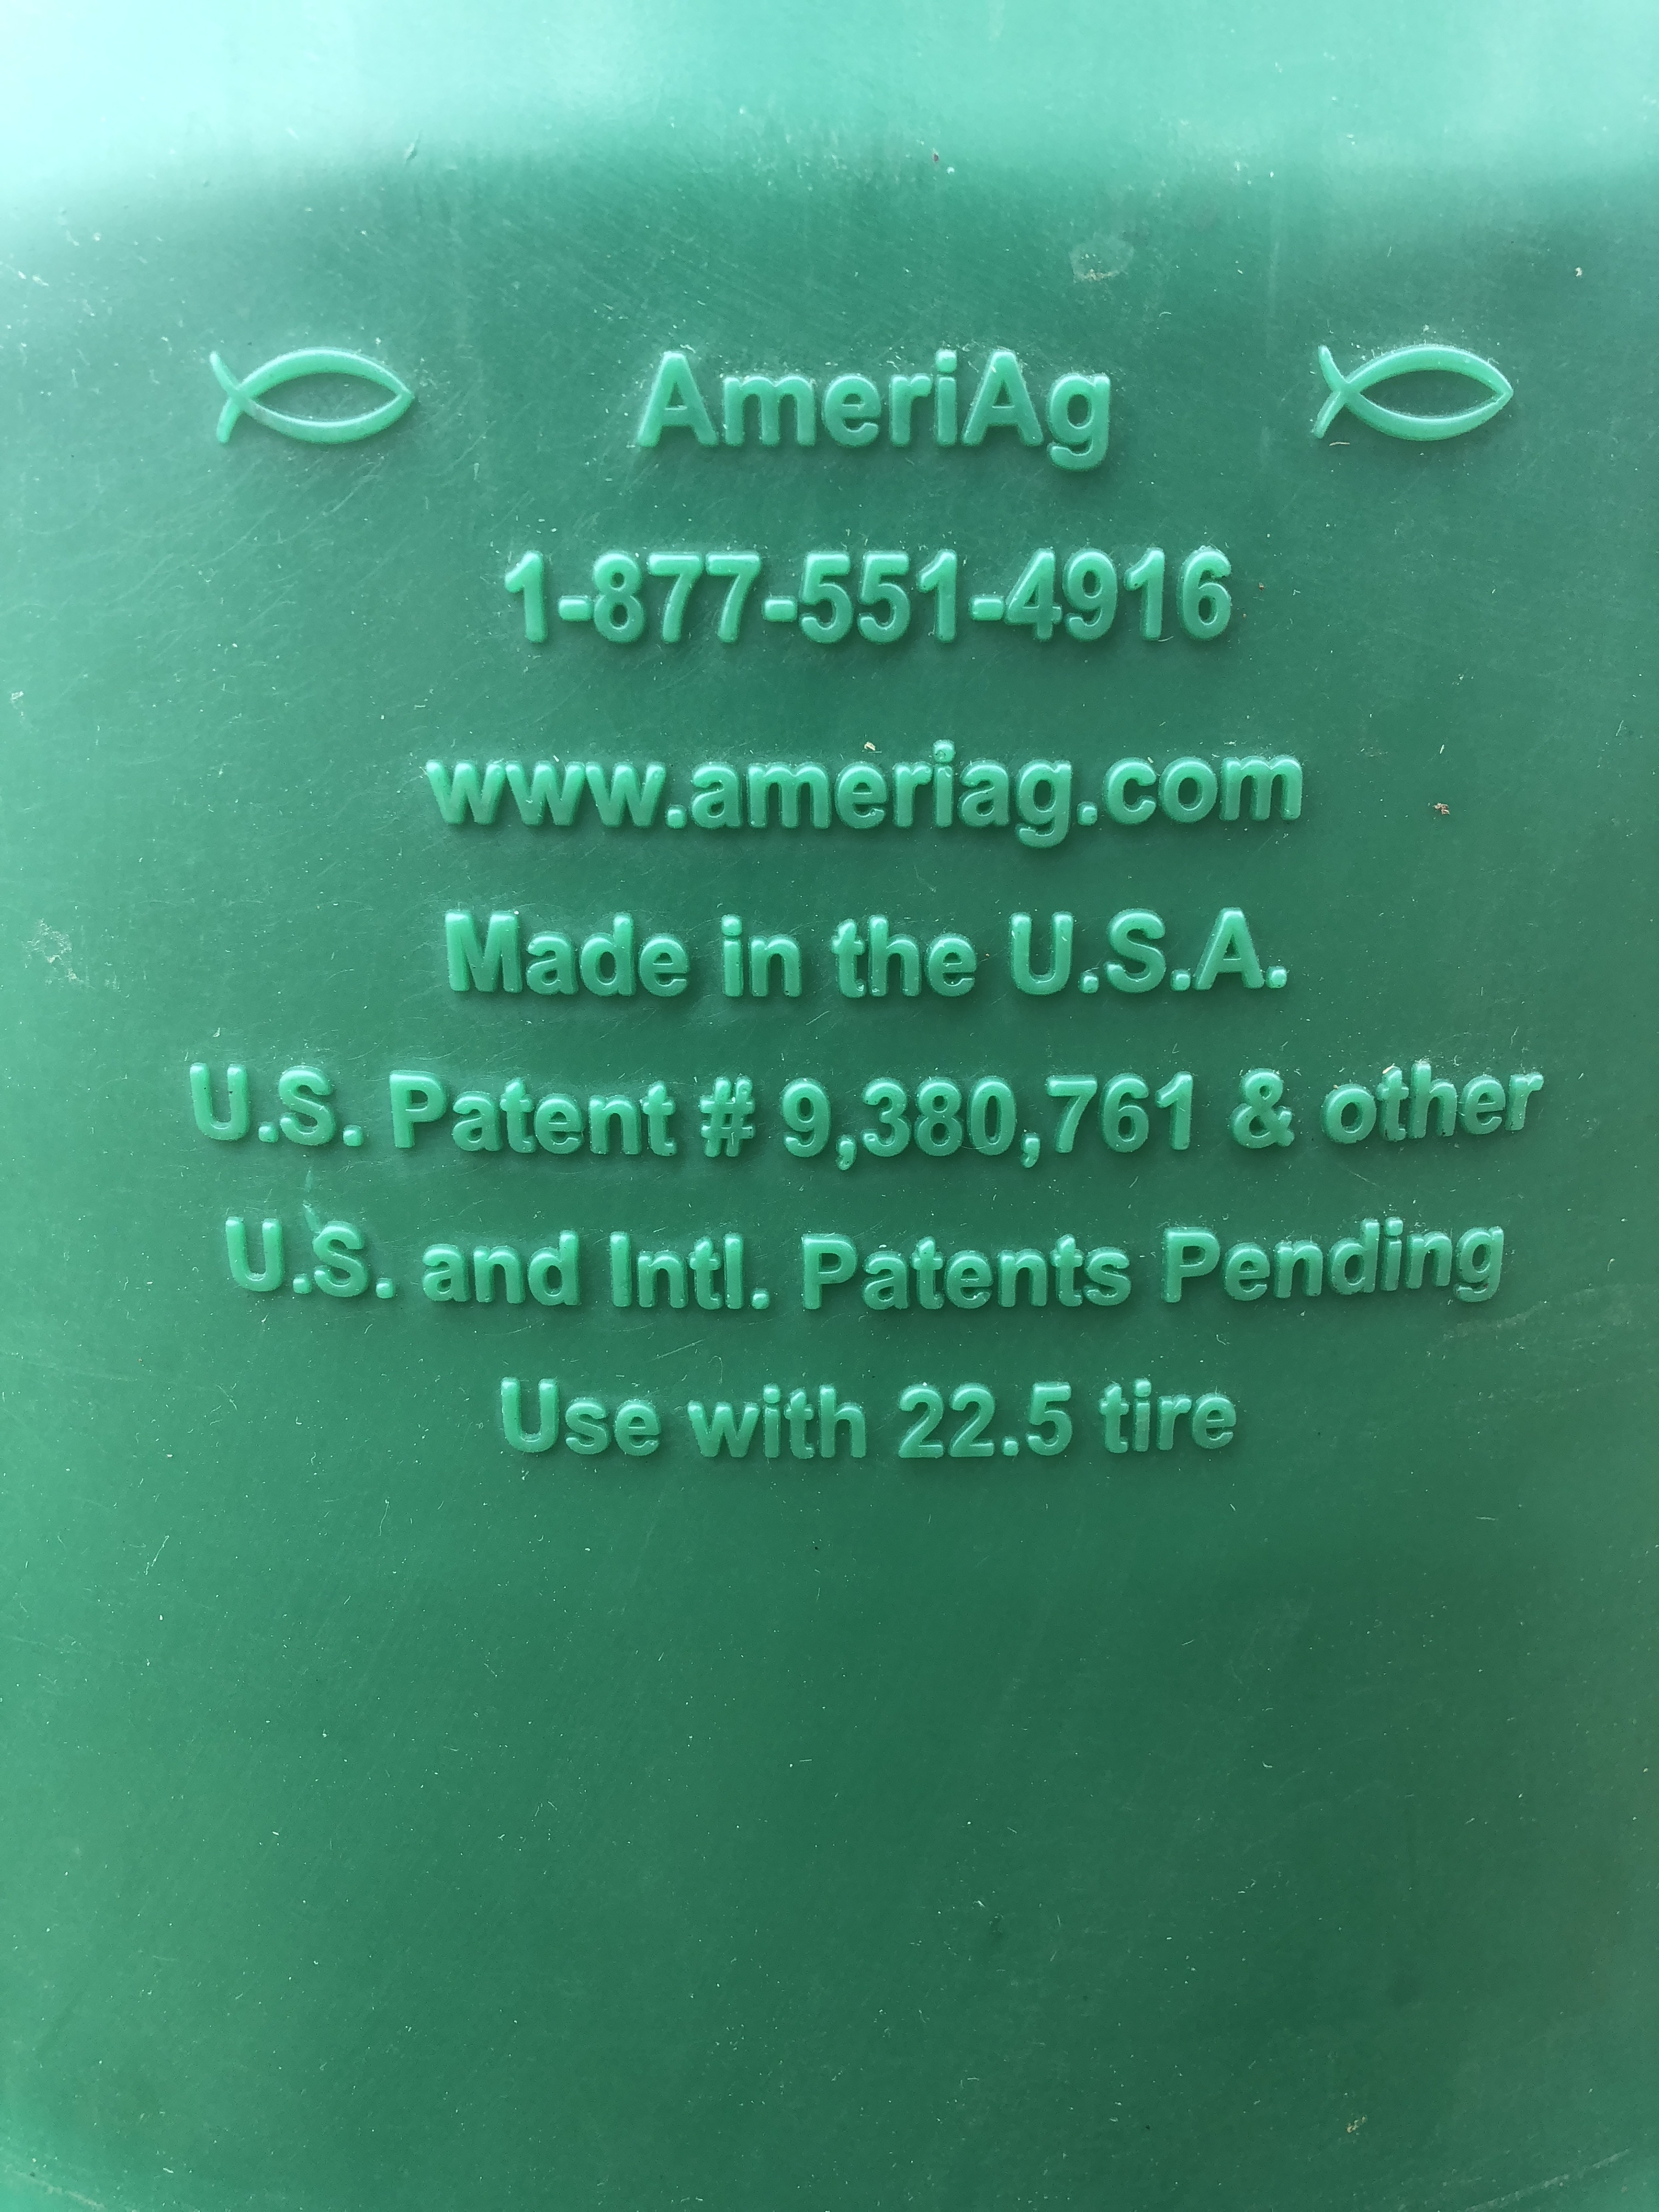 AmeriAg
1-877-551-4916
www.ameriag.com
Made in the U.S.A.
U.S. Patent # 9,380,761 & other
U.S. and Intl. Patents Pending
Use with 22.5 tire